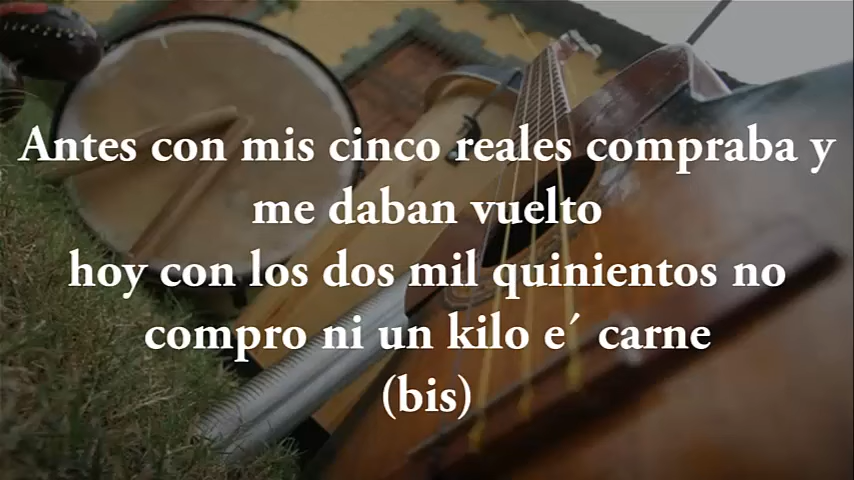 Antes con mis cinco reales compraba y
me daban vuelto
hoy con los dos mil quinientos no
compro ni un kilo e´ carne
(bis)